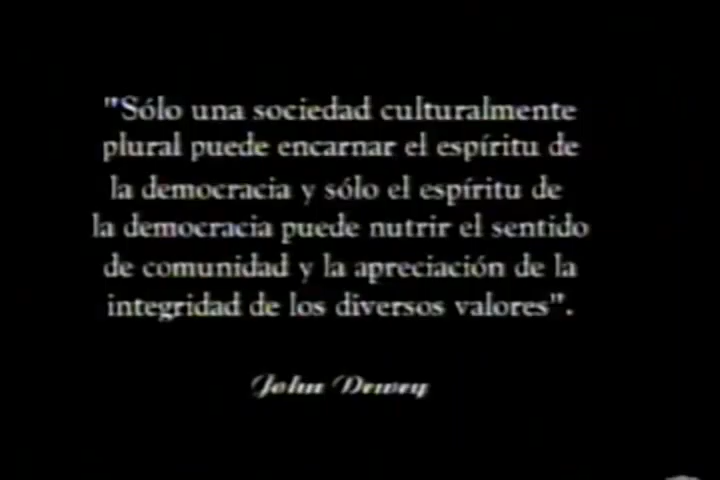 "Sólo una sociedad culturalmente
plural puede encarnar el espíritu de
la democracia y sólo el espíritu de
la democracia puede nutrir el sentido
de comunidad y la apreciación de la
integridad de los diversos valores".
John Dewey